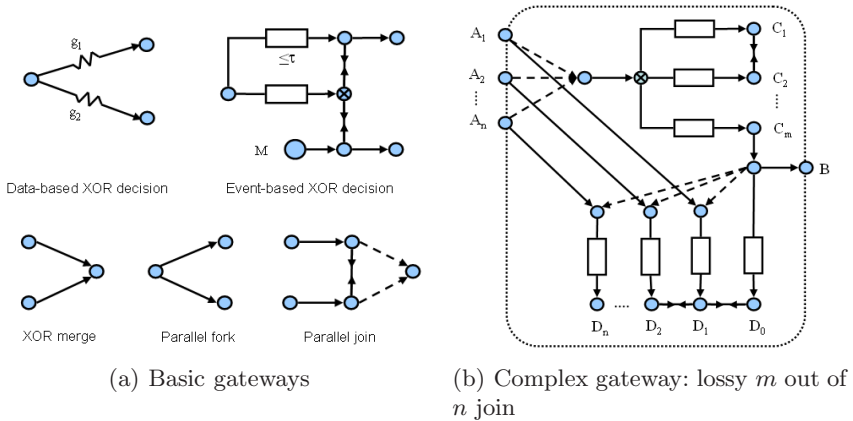 g1
g2
Data-based XOR decision
≤τ
M
Event-based XOR decision
XOR merge
Parallel fork
Parallel join
(a) Basic gateways
A1
A2
⋮
An
C1
C2
⋮
Cm
B
Dn
....
D2
D1
D0
(b) Complex gateway: lossy m out of
n join